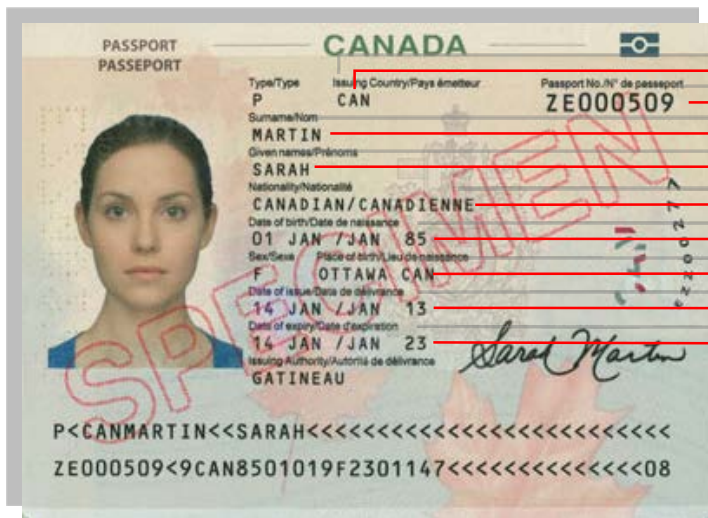 PASSPORT
PASSEPORT
CANADA
Type/Type Issuing Country/Pays émetteur Passport No./N° de passeport
P CAN ZE000509
Surname/Nom
MARTIN
Given names/Prénoms
SARAH
Nationality/Nationalité
CANADIAN/CANADIENNE
Date of birth/Date de naissance
01 JAN /JAN 85
Sex/Sexe Place of birth/Lieu de naissance
F OTTAWA CAN
Date of issue/Date de délivrance
14 JAN /JAN 13
Date of expiry/Date d'expiration
14 JAN /JAN 23
Issuing Authority/Autorité de délivrance
GATINEAU
Sarah Martin
SPECIMEN
P<CANMARTIN<<SARAH<<<<<<<<<<<<<<<<<<<<<<<<<<
ZE000509<9CAN8501019F2301147<<<<<<<<<<<<<<08